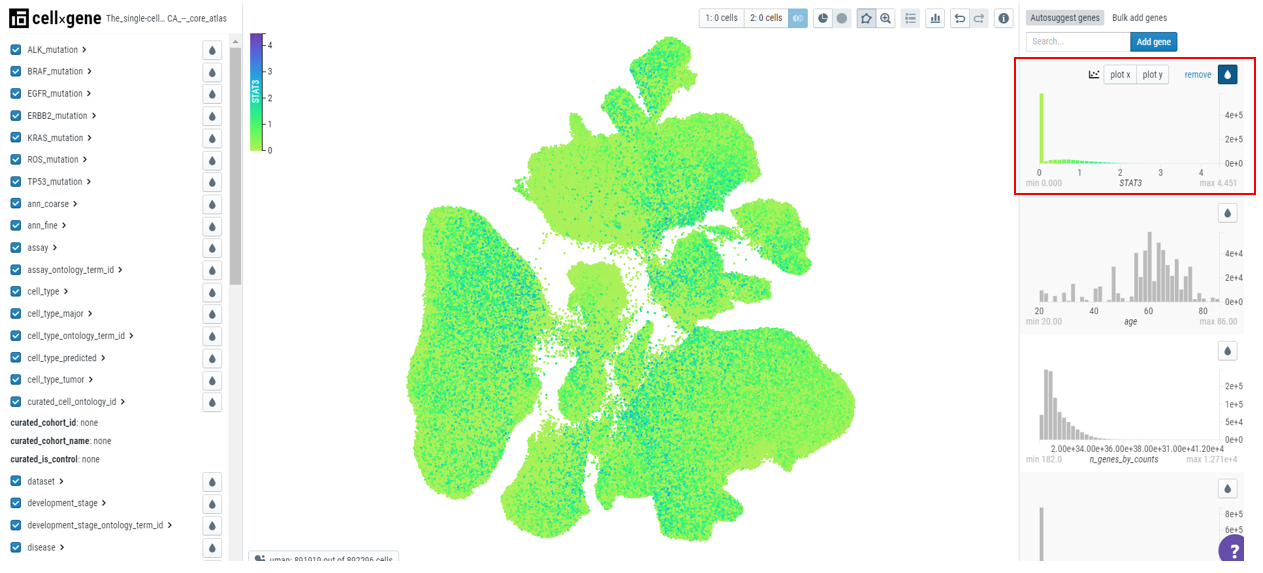 cell×gene The_single-cell... CA_--_core_atlas
1: 0 cells 2: 0 cells
Autosuggest genes Bulk add genes
Search... Add gene
ALK_mutation
BRAF_mutation
EGFR_mutation
ERBB2_mutation
KRAS_mutation
ROS_mutation
TP53_mutation
ann_coarse
ann_fine
assay
assay_ontology_term_id
cell_type
cell_type_major
cell_type_ontology_term_id
cell_type_predicted
cell_type_tumor
curated_cell_ontology_id
curated_cohort_id: none
curated_cohort_name: none
curated_is_control: none
dataset
development_stage
development_stage_ontology_term_id
disease
4
3
2
1
0
STAT3
umap: 891919 out of 892296 cells
plot x plot y remove
4e+5
2e+5
0e+0
0 1 2 3 4
min 0.000 STAT3 max 4.451
4e+4
2e+4
0e+0
20 40 60 80
min 20.00 age max 86.00
2e+5
1e+5
5e+4
0e+0
2.00e+34.00e+36.00e+38.00e+31.00e+41.20e+4
min 182.0 n_genes_by_counts max 1.271e+4
8e+5
6e+5
?